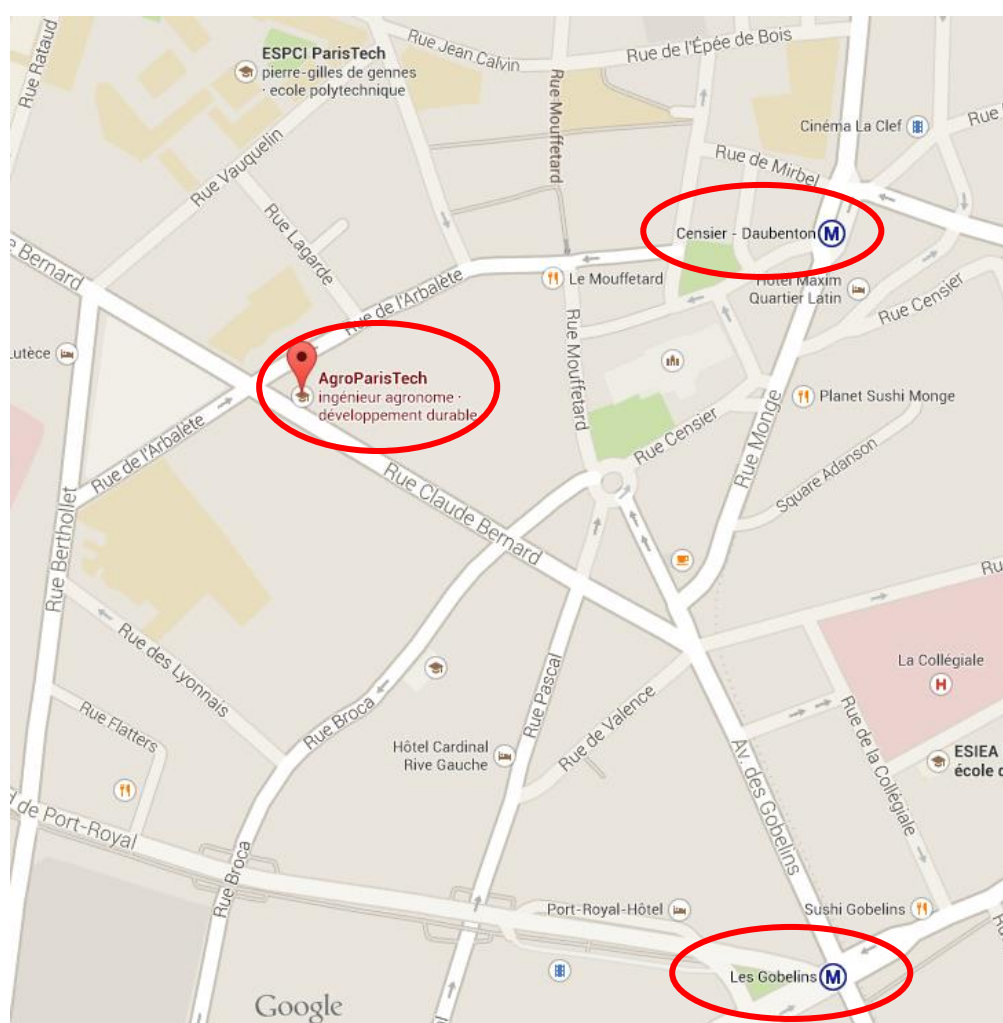 Rue Rataud
ESPCI ParisTech
pierre-gilles de gennes
· ecole polytechnique
Rue Jean Calvin
Rue de l'Épée de Bois
Rue Mouffetard
Cinéma La Clef
Rue
Rue Vauquelin
Rue de Mirbel
Rue Lagarde
Censier - Daubenton
M
Bernard
Rue de l'Arbalète
Le Mouffetard
Hôtel Maxim
Quartier Latin
Rue Censier
Lutèce
Rue Mouffetard
AgroParisTech
ingénieur agronome ·
développement durable
Planet Sushi Monge
Rue Censier
Rue Monge
Rue de l'Arbalète
Rue Claude Bernard
Square Adanson
Rue Berthollet
Ru
Rue des Lyonnais
La Collégiale
H
Rue Pascal
Rue Flatters
Rue Broca
Rue de Valence
Hôtel Cardinal
Rive Gauche
Rue de la Collégiale
ESIEA
école d
Av. des Gobelins
d de Port-Royal
Rue Broca
Port-Royal-Hôtel
Sushi Gobelins
Les Gobelins
M
Google